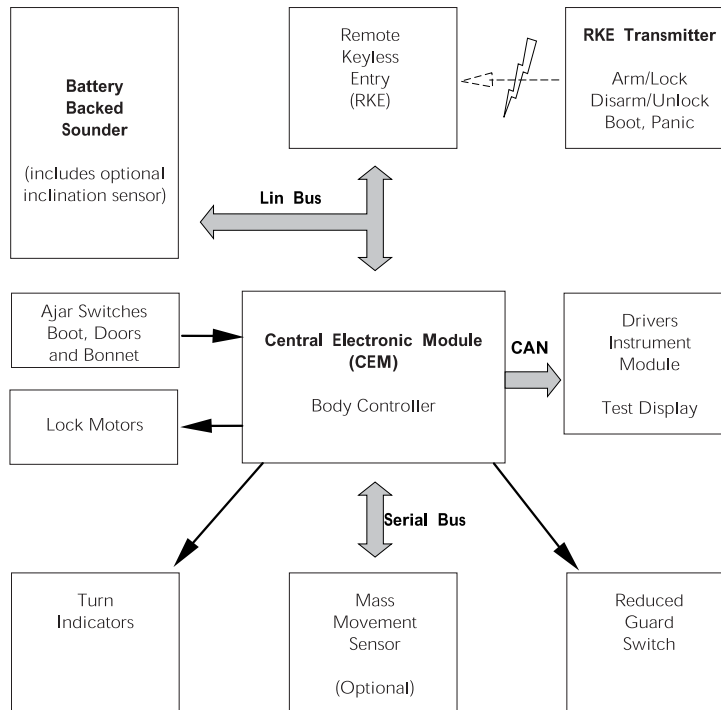 Battery
Backed
Sounder
(includes optional
inclination sensor)
Remote
Keyless
Entry
(RKE)
RKE Transmitter
Arm/Lock
Disarm/Unlock
Boot, Panic
Lin Bus
Ajar Switches
Boot, Doors
and Bonnet
Central Electronic Module
(CEM)
Body Controller
CAN
Drivers
Instrument
Module
Test Display
Lock Motors
Serial Bus
Turn
Indicators
Mass
Movement
Sensor
(Optional)
Reduced
Guard
Switch